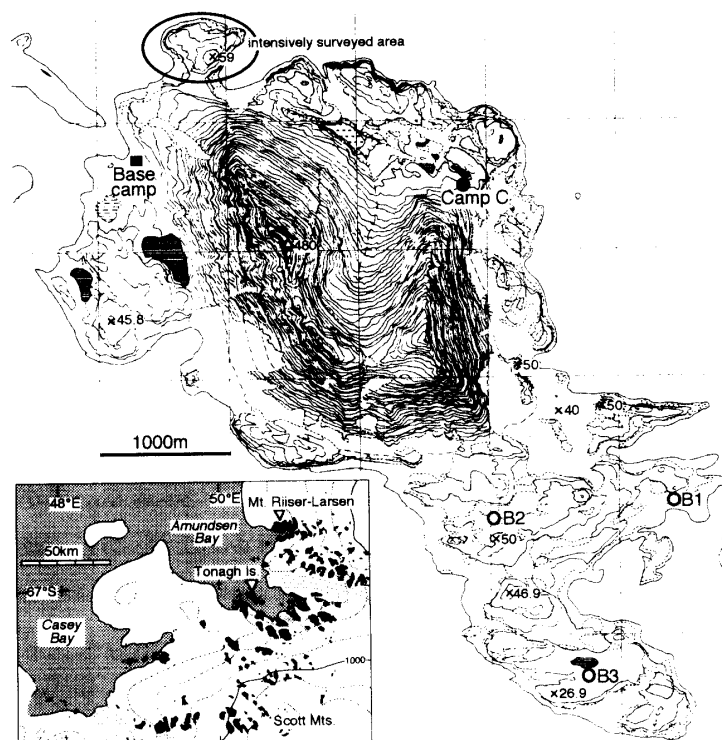 ×59
intensively surveyed area
Base
camp
Camp C
480
×45.8
×50
×40
×50
1000m
B1
B2
×50
×46.9
B3
×26.9
48°E
50°E
Mt. Riiser-Larsen
Amundsen
Bay
50km
Tonagh Is
67°S
Casey
Bay
1000
Scott Mts.